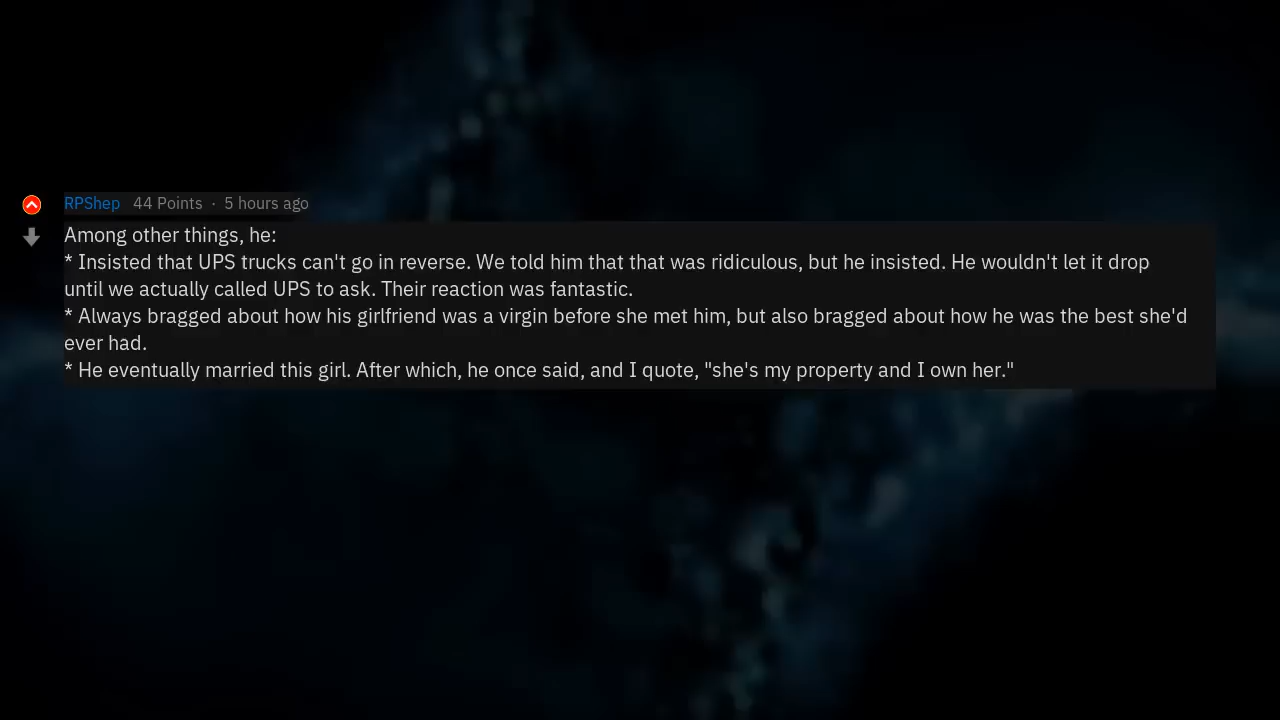 RPShep 44 Points · 5 hours ago
Among other things, he:
* Insisted that UPS trucks can't go in reverse. We told him that that was ridiculous, but he insisted. He wouldn't let it drop
until we actually called UPS to ask. Their reaction was fantastic.
* Always bragged about how his girlfriend was a virgin before she met him, but also bragged about how he was the best she'd
ever had.
* He eventually married this girl. After which, he once said, and I quote, "she's my property and I own her."